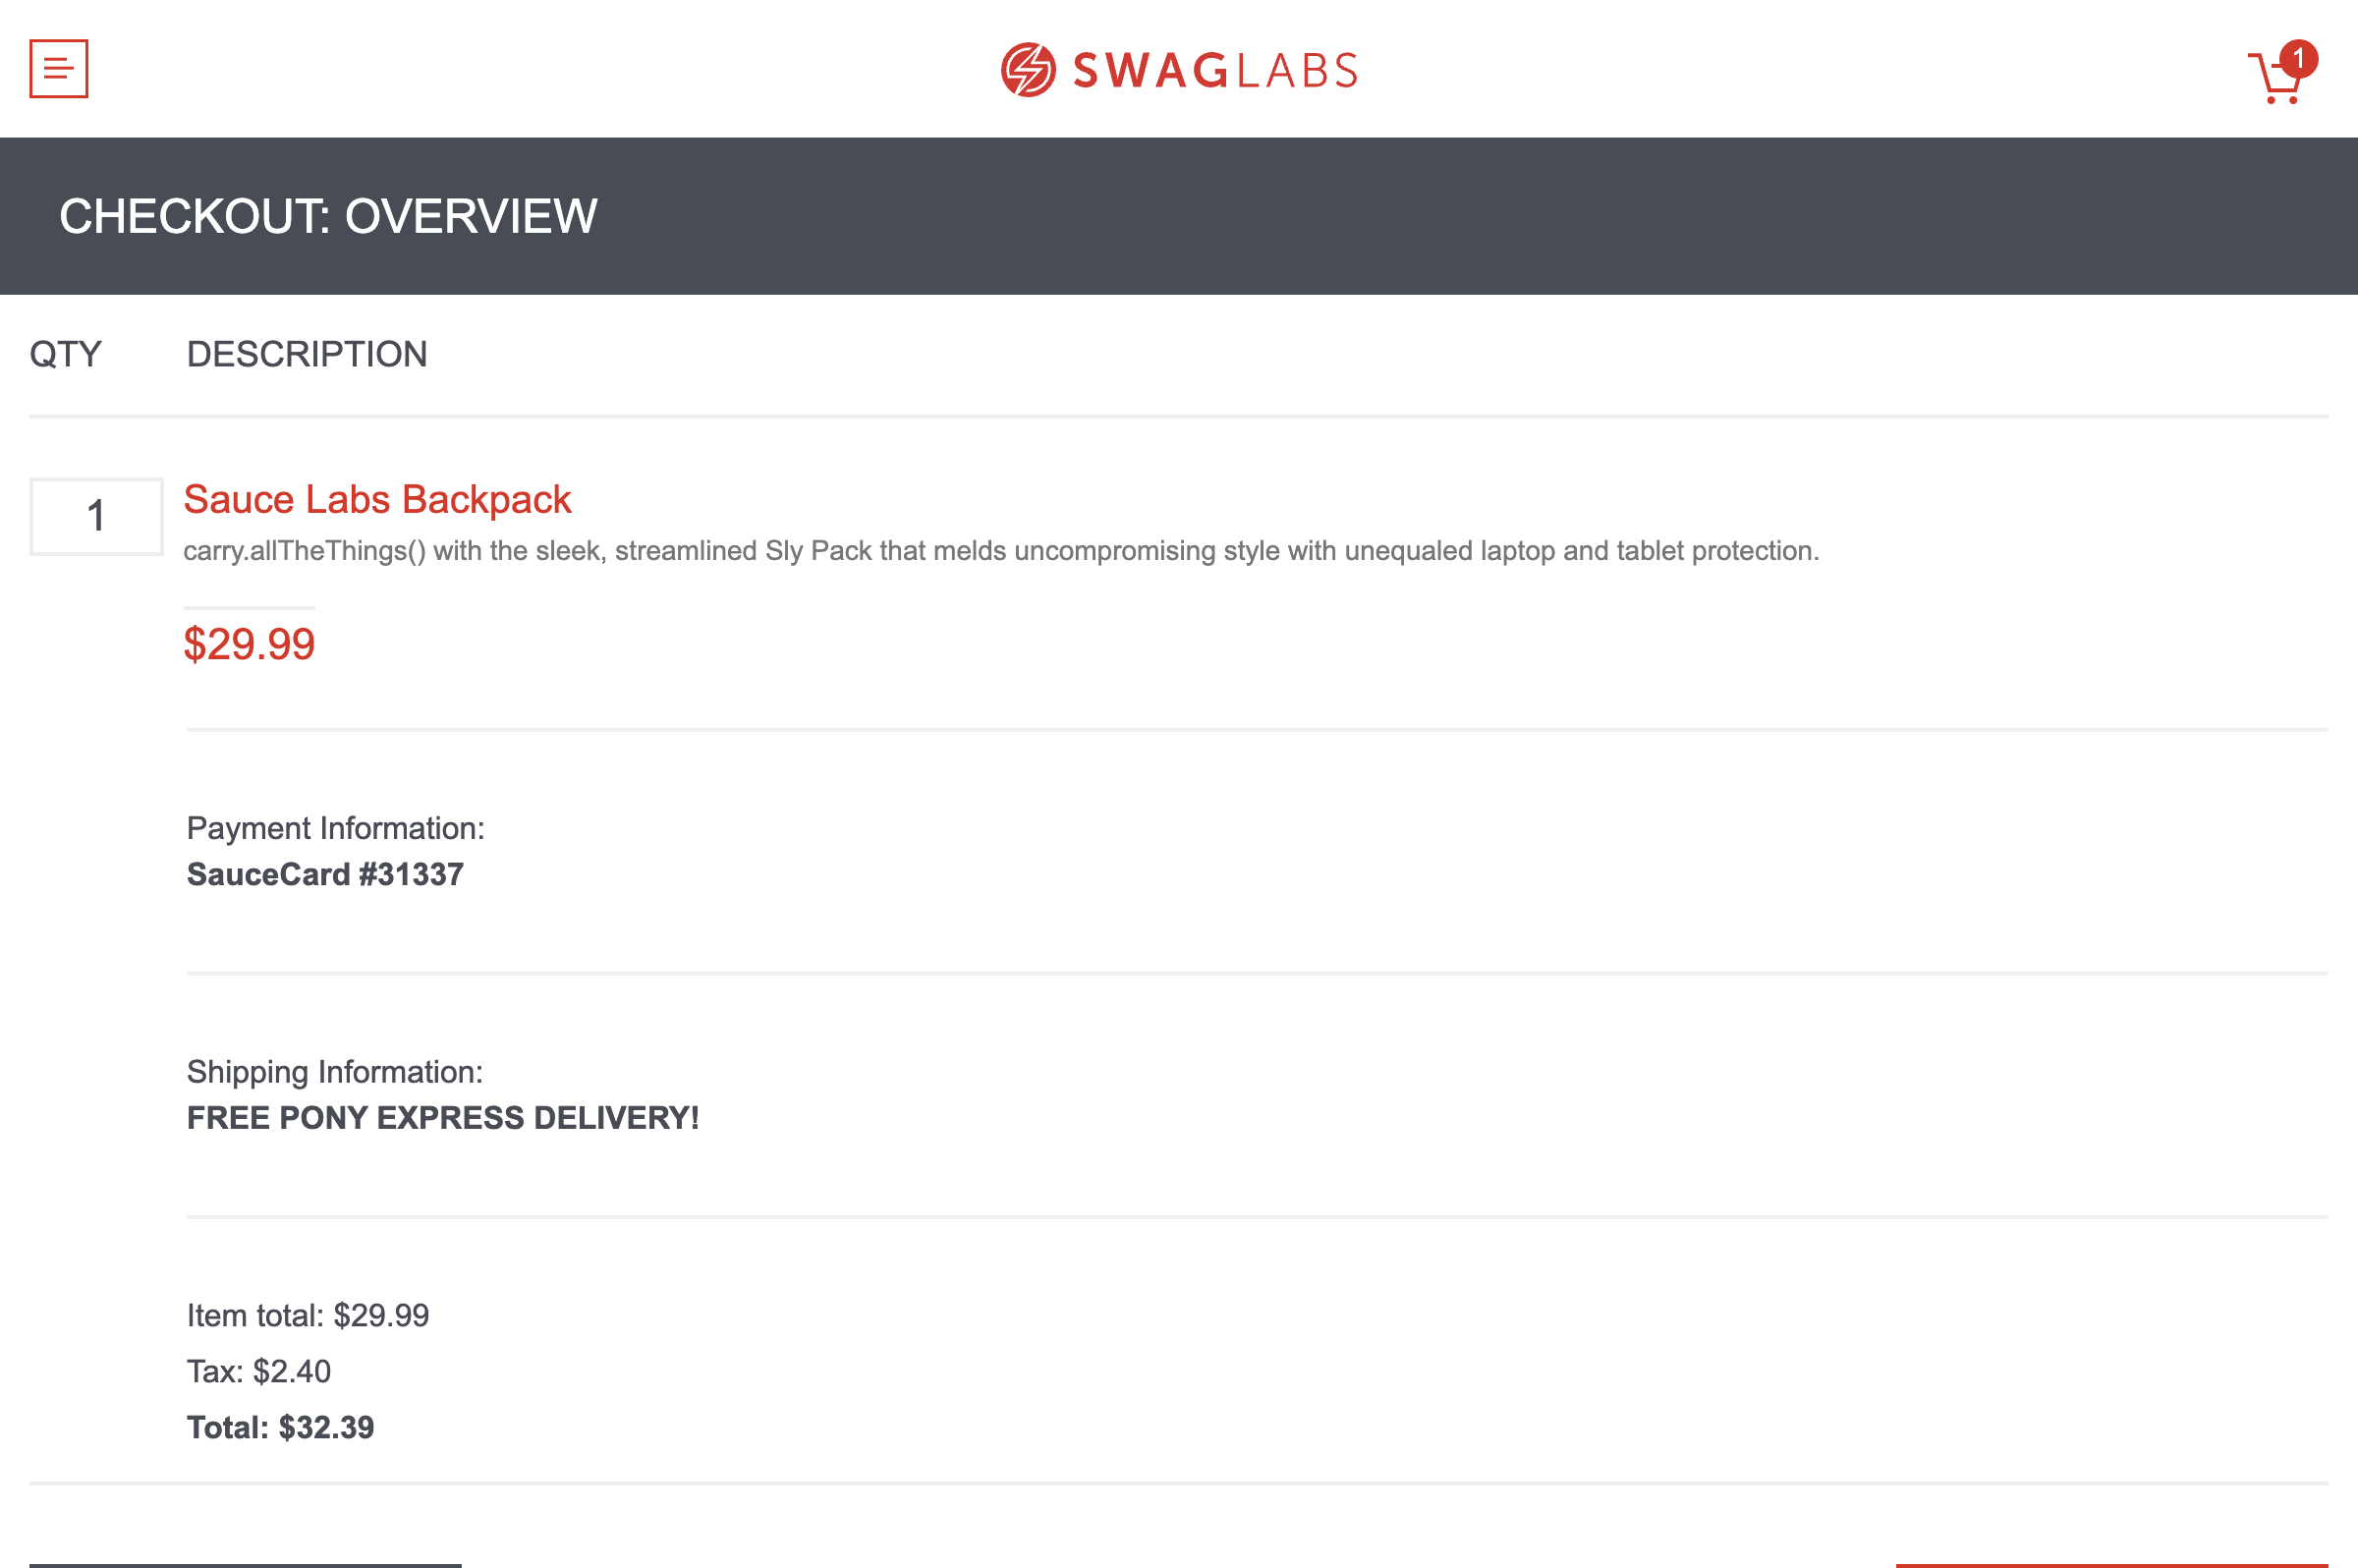 SWAGLABS
1
CHECKOUT: OVERVIEW
QTY DESCRIPTION
1
Sauce Labs Backpack
carry.allTheThings() with the sleek, streamlined Sly Pack that melds uncompromising style with unequaled laptop and tablet protection.
$29.99
Payment Information:
SauceCard #31337
Shipping Information:
FREE PONY EXPRESS DELIVERY!
Item total: $29.99
Tax: $2.40
Total: $32.39